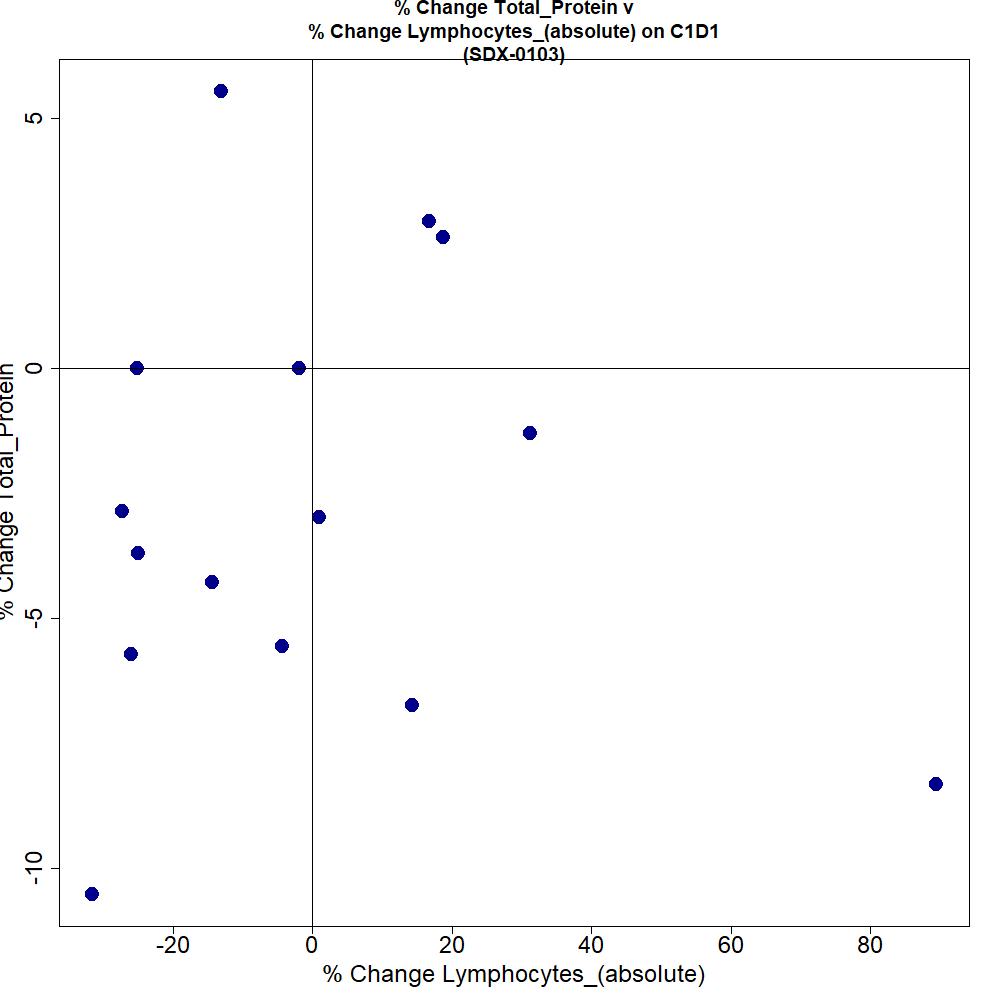 % Change Total_Protein v
% Change Lymphocytes_(absolute) on C1D1
(SDX-0103)
% Change Total_Protein
5
0
-5
-10
-20
0
20
40
60
80
% Change Lymphocytes_(absolute)